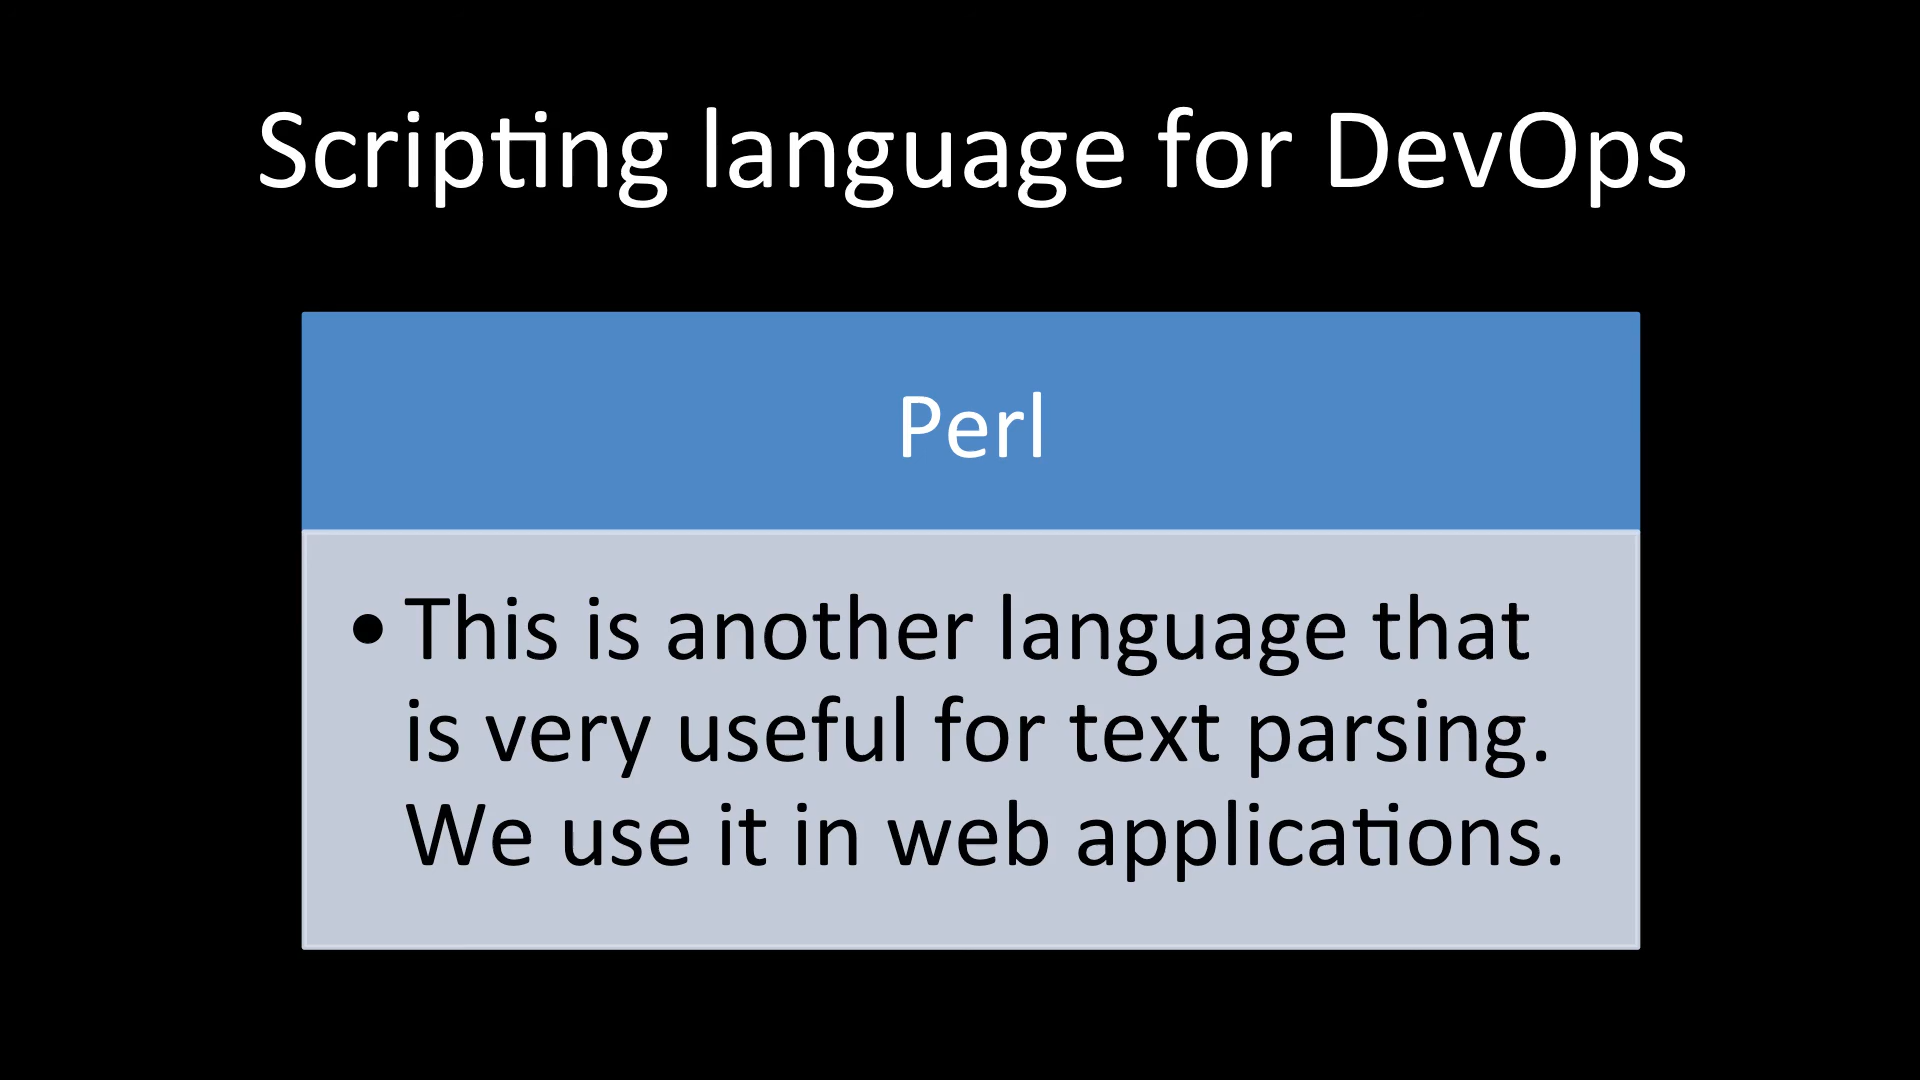 Scripting language for DevOps
Perl
• This is another language that
is very useful for text parsing.
We use it in web applications.